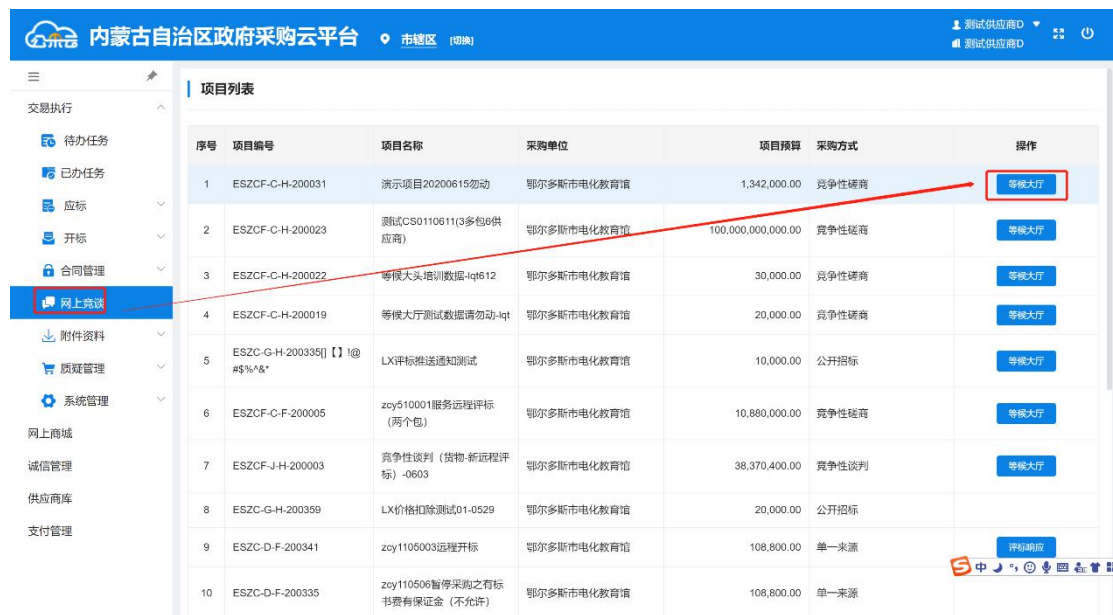 云采云 内蒙古自治区政府采购云平台 市辖区 [切换]
测试供应商D
测试供应商D
项目列表
交易执行
待办任务
已办任务
应标
开标
合同管理
网上竞谈
附件资料
质疑管理
系统管理
网上商城
诚信管理
供应商库
支付管理
序号 项目编号 项目名称 采购单位 项目预算 采购方式 操作
1 ESZCF-C-H-200031 演示项目20200615勿动 鄂尔多斯市电化教育馆 1,342,000.00 竞争性磋商 等候大厅
2 ESZCF-C-H-200023 测试CS0110611(3多包6供
应商) 鄂尔多斯市电化教育馆 100,000,000,000.00 竞争性磋商 等候大厅
3 ESZCF-C-H-200022 等候大头培训数据-lqt612 鄂尔多斯市电化教育馆 30,000.00 竞争性磋商 等候大厅
4 ESZCF-C-H-200019 等候大厅测试数据请勿动-lqt 鄂尔多斯市电化教育馆 20,000.00 竞争性磋商 等候大厅
5 ESZC-G-H-200335[]【】!@
#$%^&* LX评标推送通知测试 鄂尔多斯市电化教育馆 10,000.00 公开招标 等候大厅
6 ESZCF-C-F-200005 zcy510001服务远程评标
(两个包) 鄂尔多斯市电化教育馆 10,880,000.00 竞争性磋商 等候大厅
7 ESZCF-J-H-200003 竞争性谈判（货物-新远程评
标）-0603 鄂尔多斯市电化教育馆 38,370,400.00 竞争性谈判 等候大厅
8 ESZC-G-H-200359 LX价格扣除测试01-0529 鄂尔多斯市电化教育馆 20,000.00 公开招标
9 ESZC-D-F-200341 zcy1105003远程开标 鄂尔多斯市电化教育馆 108,800.00 单一来源 评标响应
10 ESZC-D-F-200335 zcy110506暂停采购之有标
书费有保证金（不允许） 鄂尔多斯市电化教育馆 108,800.00 单一来源
中